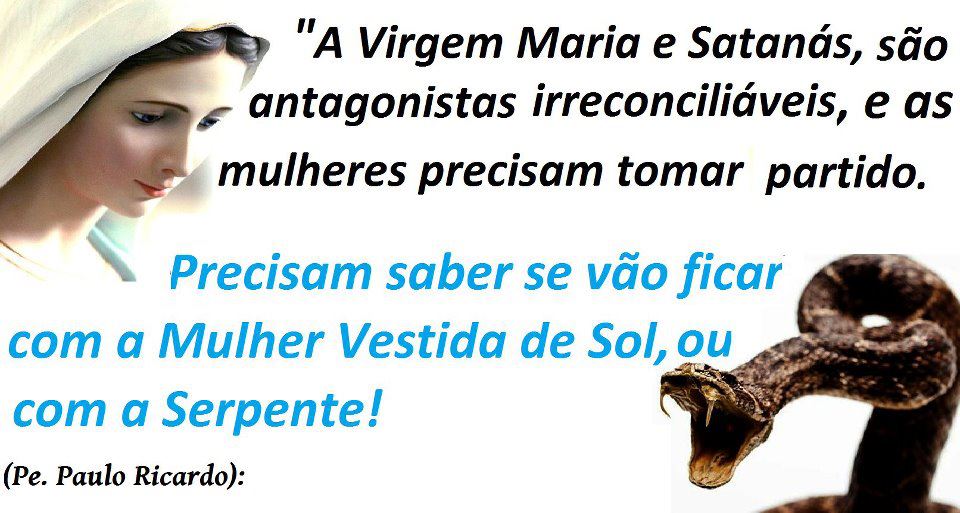 "A Virgem Maria e Satanás, são
antagonistas irreconciliáveis, e as
mulheres precisam tomar partido.
Precisam saber se vão ficar
com a Mulher Vestida de Sol, ou
com a Serpente!
(Pe. Paulo Ricardo):